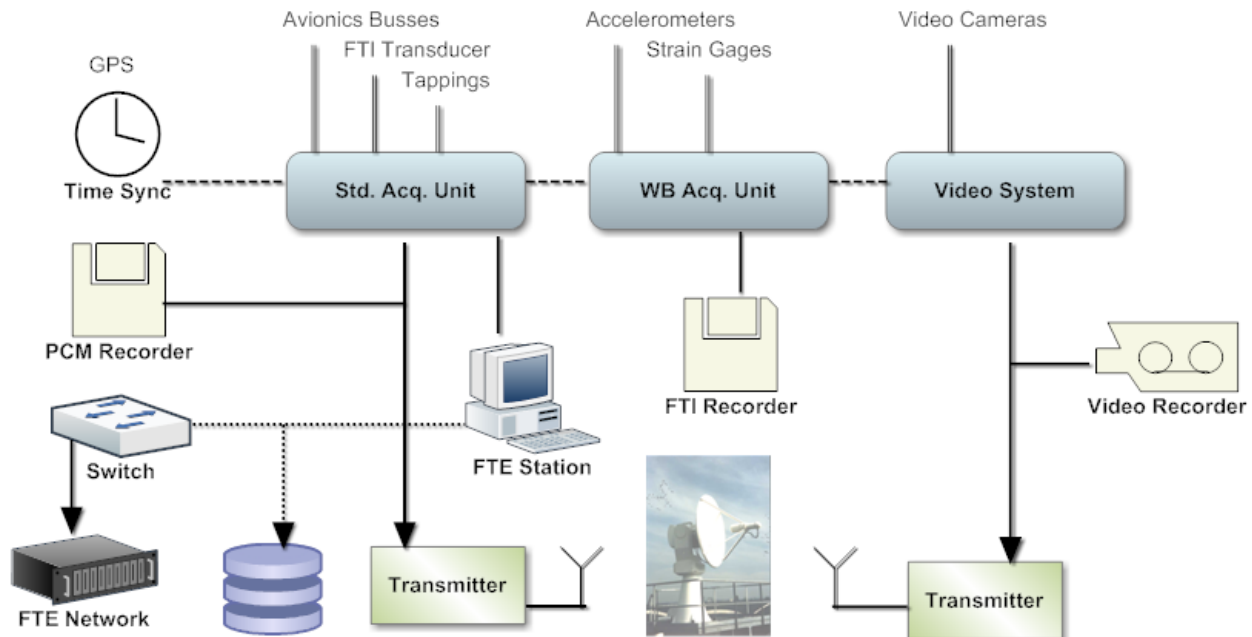 Avionics Busses
Accelerometers
Video Cameras
FTI Transducer
Strain Gages
GPS
Tappings
Time Sync
Std. Acq. Unit
WB Acq. Unit
Video System
PCM Recorder
FTI Recorder
Video Recorder
Switch
FTE Station
Transmitter
Transmitter
FTE Network